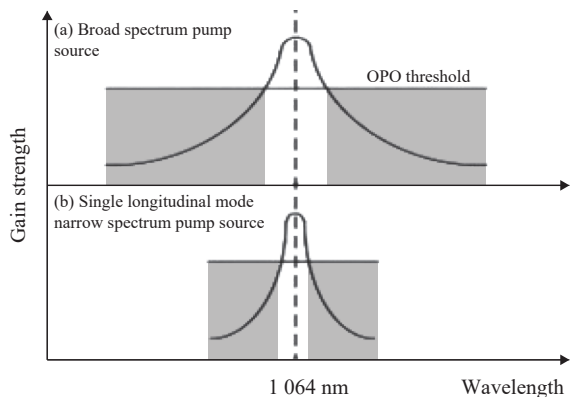 (a) Broad spectrum pump
source
OPO threshold
(b) Single longitudinal mode
narrow spectrum pump source
Gain strength
1 064 nm
Wavelength